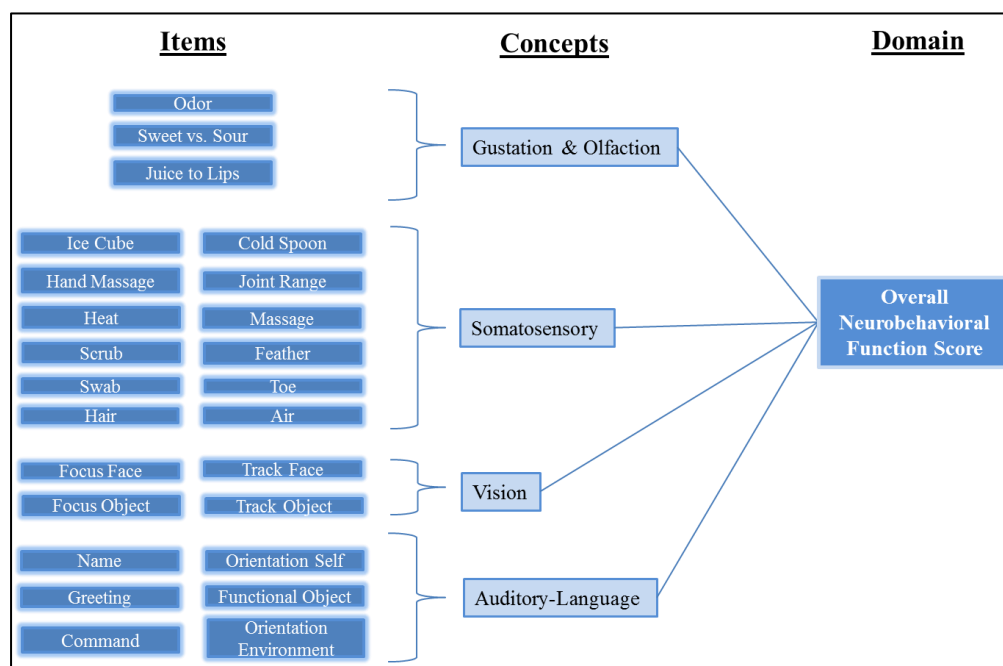 Items
Concepts
Domain
Odor
Sweet vs. Sour
Juice to Lips
Gustation & Olfaction
Ice Cube
Cold Spoon
Hand Massage
Joint Range
Heat
Massage
Scrub
Feather
Swab
Toe
Hair
Air
Somatosensory
Overall
Neurobehavioral
Function Score
Focus Face
Track Face
Focus Object
Track Object
Vision
Name
Orientation Self
Greeting
Functional Object
Command
Orientation
Environment
Auditory-Language